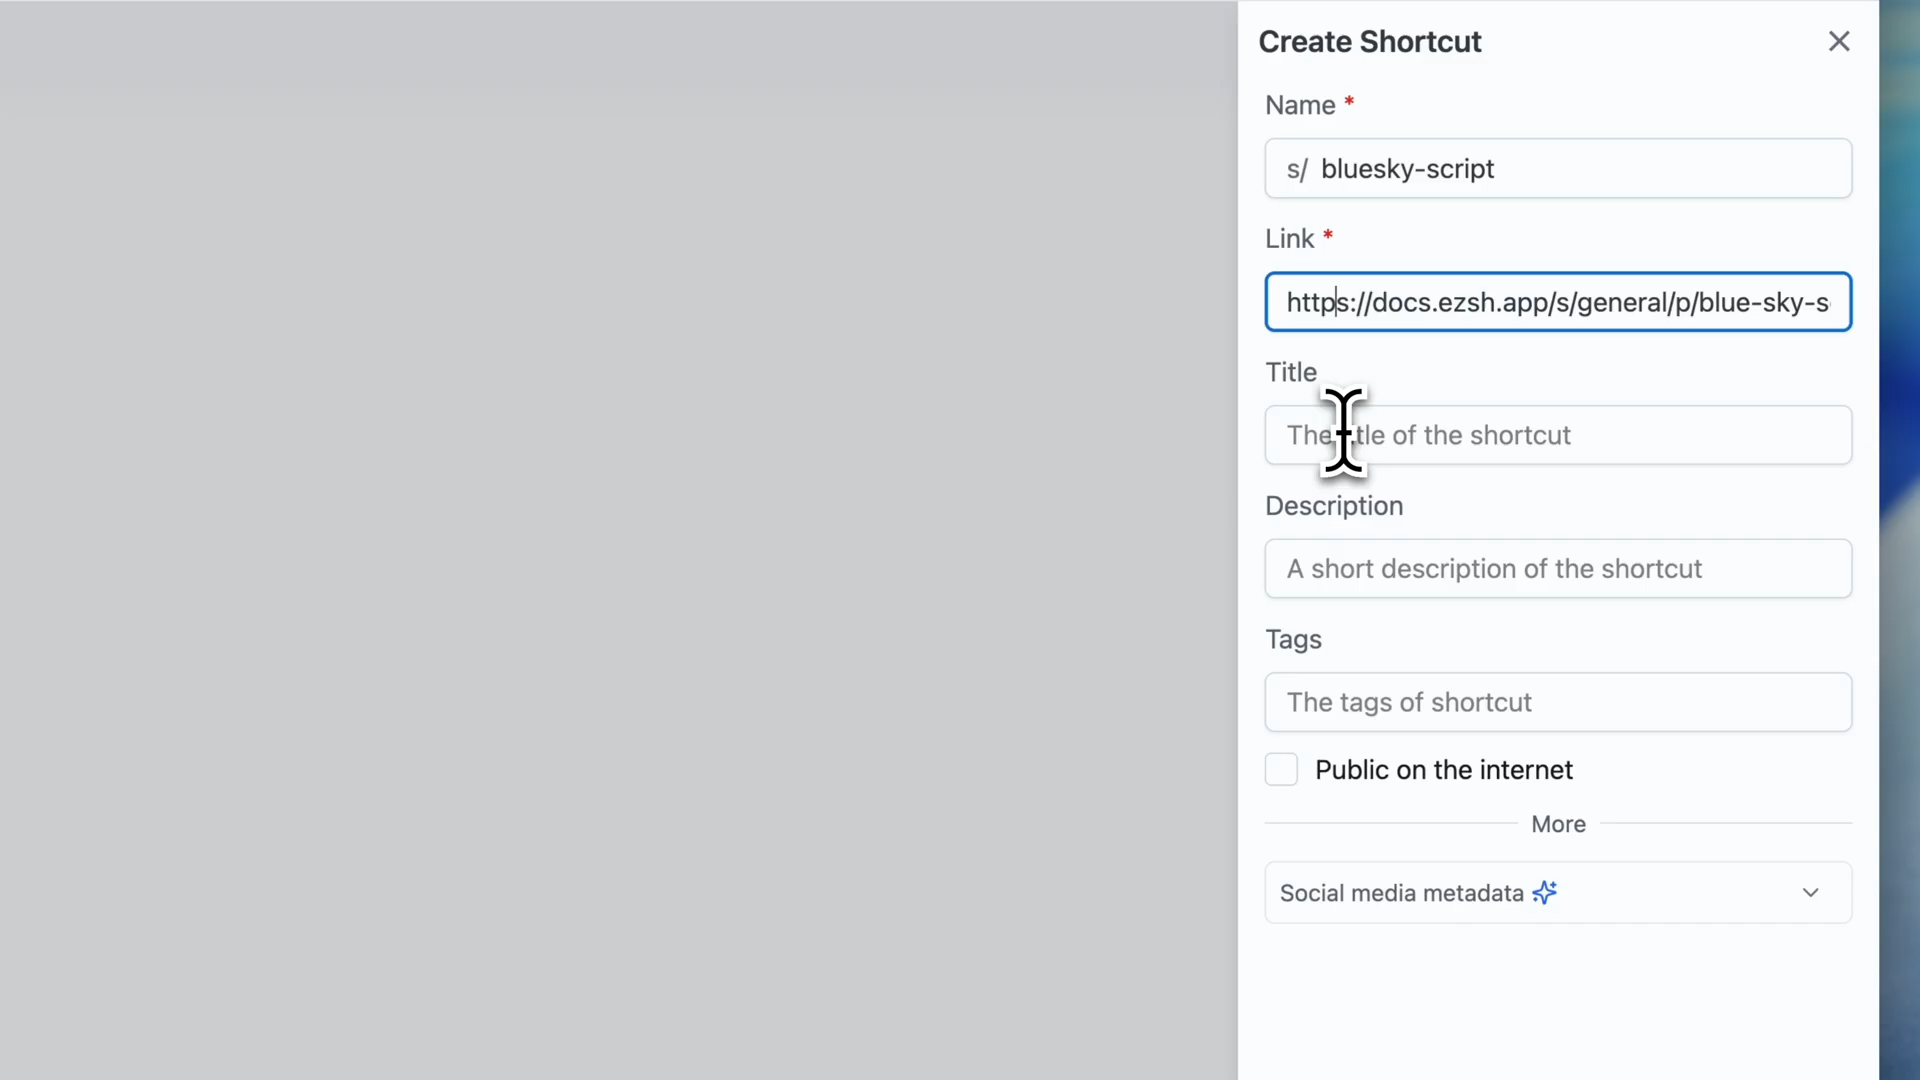 Create Shortcut
Name *
s/ bluesky-script
Link *
https://docs.ezsh.app/s/general/p/blue-sky-s
Title
The title of the shortcut
Description
A short description of the shortcut
Tags
The tags of shortcut
Public on the internet
More
Social media metadata